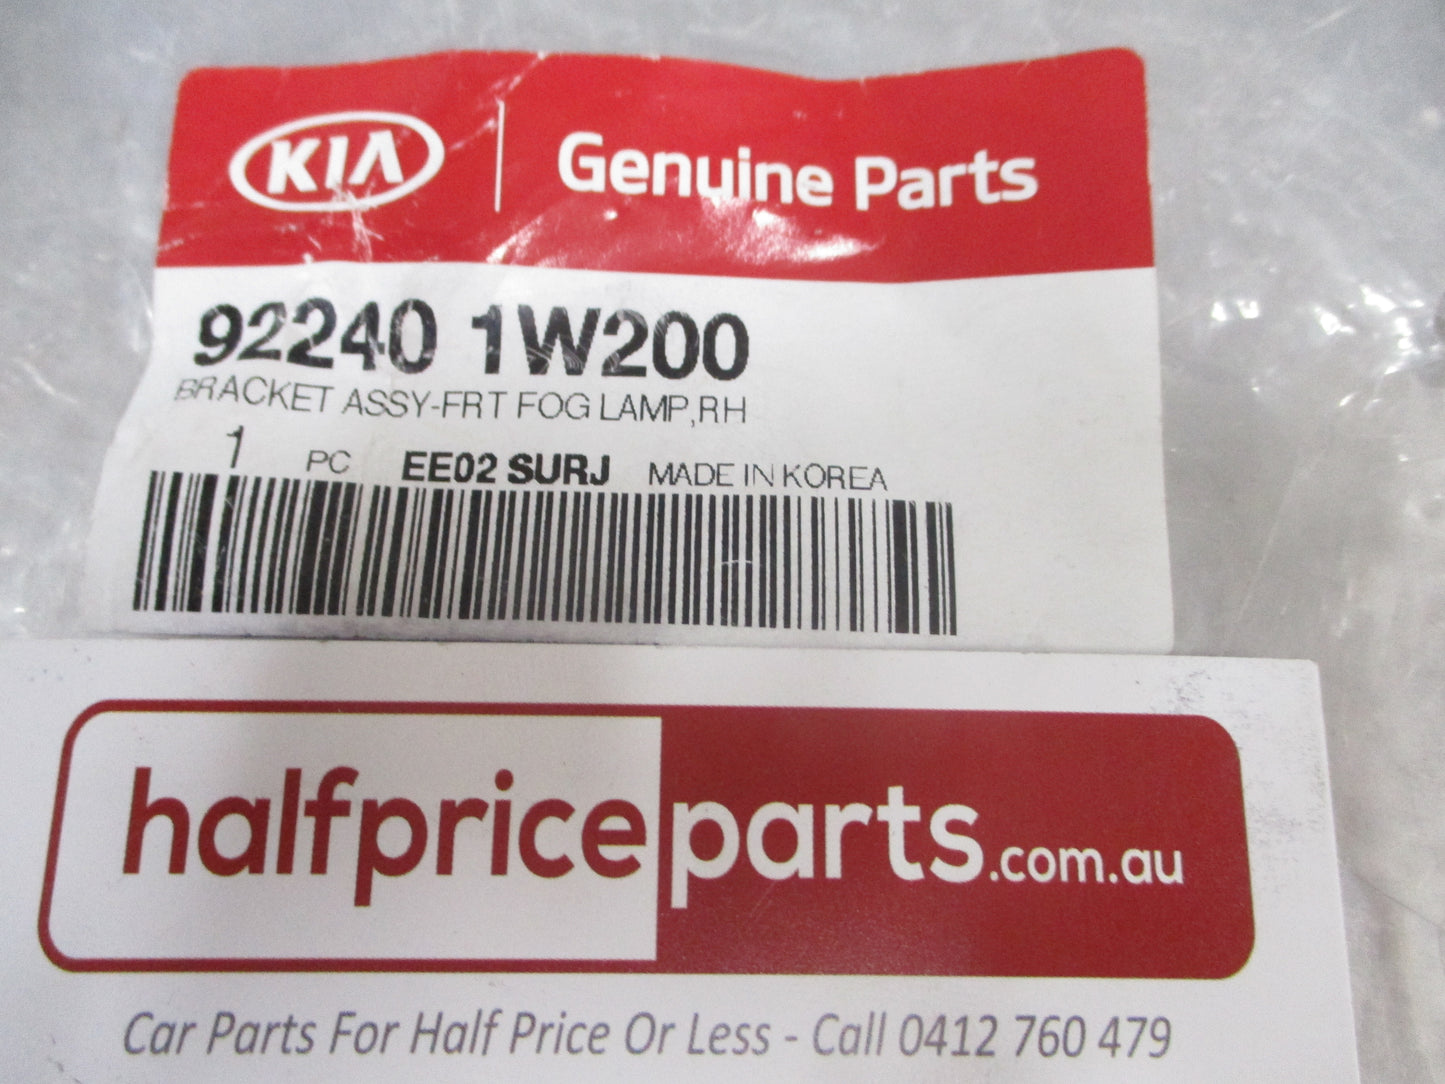 KIA Genuine Parts
92240 1W200
BRACKET ASSY-FRT FOG LAMP,RH
1 PC EE02 SURJ MADE IN KOREA
halfpriceparts.com.au
Car Parts For Half Price Or Less - Call 0412 760 479